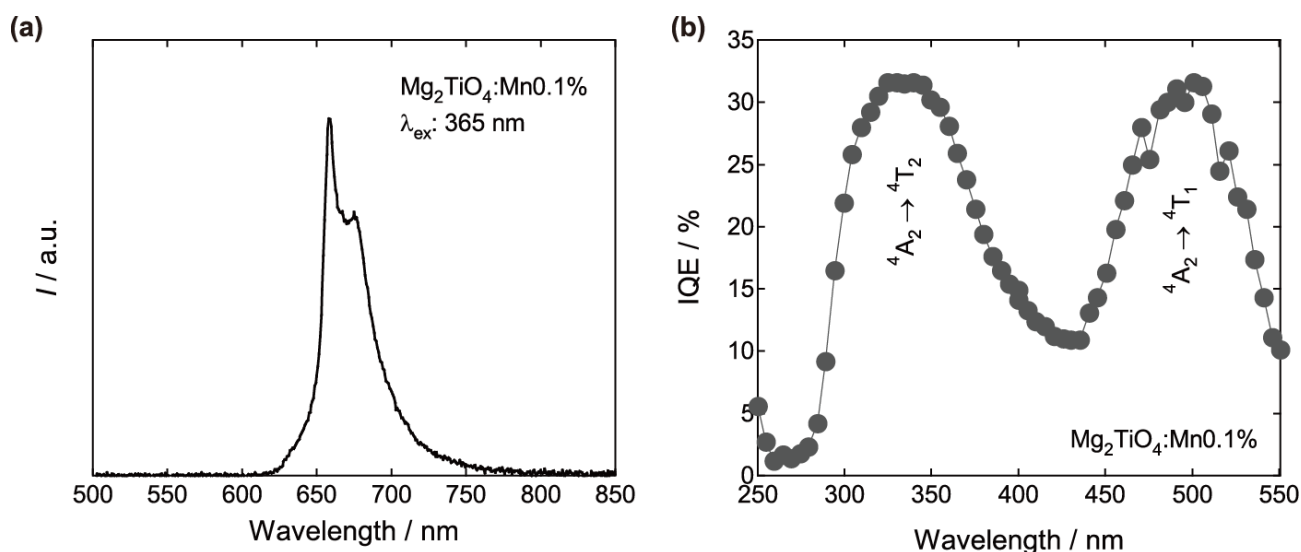 (a)
Mg₂TiO₄:Mn0.1%
λₑₓ: 365 nm
I / a.u.
500 550 600 650 700 750 800 850
Wavelength / nm
(b)
35
30
25
20
15
10
5
0
IQE / %
⁴A₂ → ⁴T₂
⁴A₂ → ⁴T₁
Mg₂TiO₄:Mn0.1%
250 300 350 400 450 500 550
Wavelength / nm